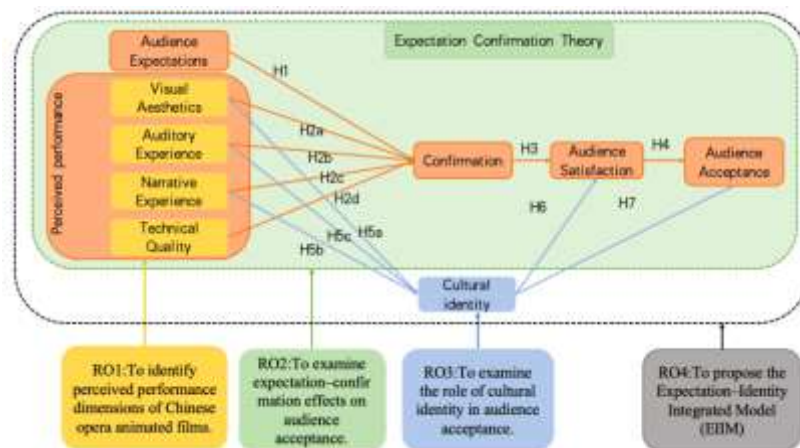 Audience
Expectations
Expectation Confirmation Theory
H1
Perceived performance
Visual
Aesthetics
Auditory
Experience
Narrative
Experience
Technical
Quality
H2a
H2b
H2c
H2d
Confirmation
H3
Audience
Satisfaction
H4
Audience
Acceptance
H5a
H5c
H5b
H6
H7
Cultural
identity
RO1:To identify
perceived performance
dimensions of Chinese
opera animated films.
RO2:To examine
expectation–confir
mation effects on
audience
acceptance.
RO3:To examine
the role of cultural
identity in audience
acceptance.
RO4:To propose the
Expectation–Identity
Integrated Model
(EIIM)